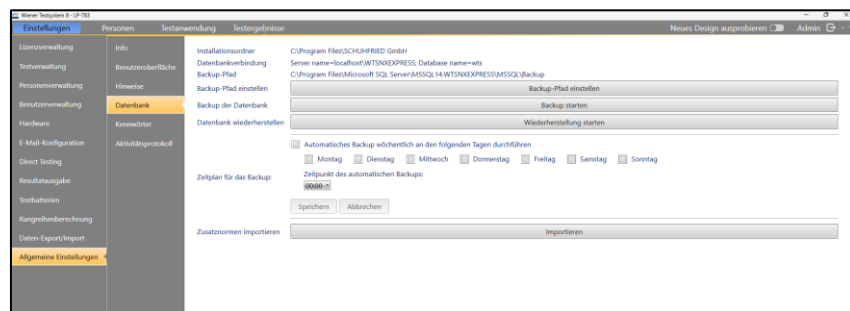 Wiener Testsystem 8 - LP-783
Einstellungen Personen Testanwendung Testergebnisse Neues Design ausprobieren Admin
Lizenzverwaltung
Testverwaltung
Personenverwaltung
Benutzerverwaltung
Hardware
E-Mail-Konfiguration
Direct Testing
Resultatausgabe
Testbatterien
Rangreihenberechnung
Daten-Export/Import
Allgemeine Einstellungen
Info
Benutzeroberfläche
Hinweise
Datenbank
Kennwörter
Aktivitätsprotokoll
Installationsordner C:\Program Files\SCHUHFRIED GmbH
Datenbankverbindung Server name=localhost\WTSNXEXPRESS; Database name=wts
Backup-Pfad C:\Program Files\Microsoft SQL Server\MSSQL14.WTSNXEXPRESS\MSSQL\Backup
Backup-Pfad einstellen Backup-Pfad einstellen
Backup der Datenbank Backup starten
Datenbank wiederherstellen Wiederherstellung starten
Automatisches Backup wöchentlich an den folgenden Tagen durchführen
Montag Dienstag Mittwoch Donnerstag Freitag Samstag Sonntag
Zeitplan für das Backup: Zeitpunkt des automatischen Backups:
00:00
Speichern Abbrechen
Zusatznormen importieren Importieren